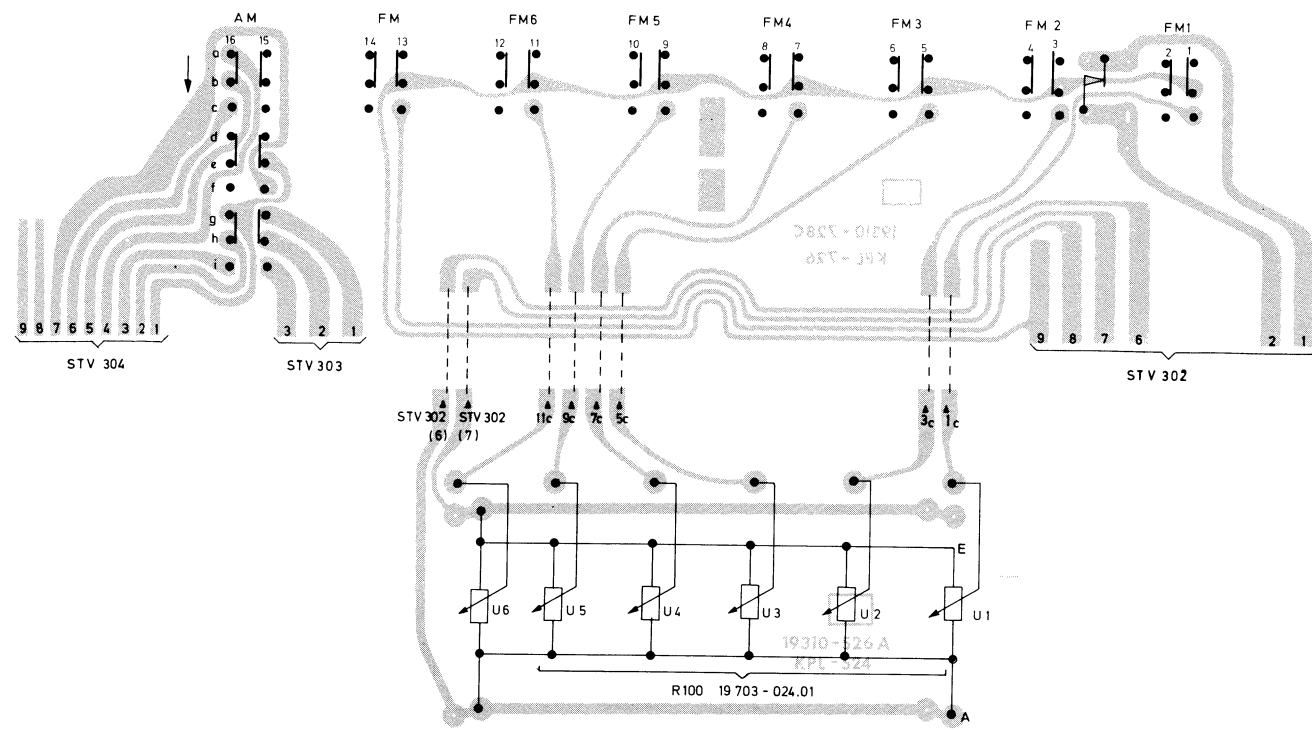 AM FM FM6 FM5 FM4 FM3 FM2 FM1
16 15 14 13 12 11 10 9 8 7 6 5 4 3 2 1
a
b
c
d
e
f
g
h
i
19310-728C
KPL-726
9 8 7 6 5 4 3 2 1
STV 304
3 2 1
STV 303
9 8 7 6 2 1
STV 302
STV 302 (6)
STV 302 (7)
11c 9c 7c 5c 3c 1c
E
U6 U5 U4 U3 U2 U1
19310-526A
KPL-524
R100 19 703 - 024.01
A